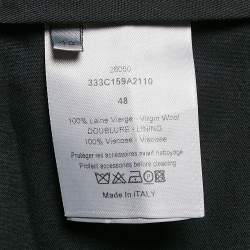 26050
333C159A2110
48
100% Laine Vierge - Virgin Wool
DOUBLURE - LINING
100% Viscose - Viscose
Protéger les accessoires avant nettoyage
Protect accessories before cleaning
Made In ITALY